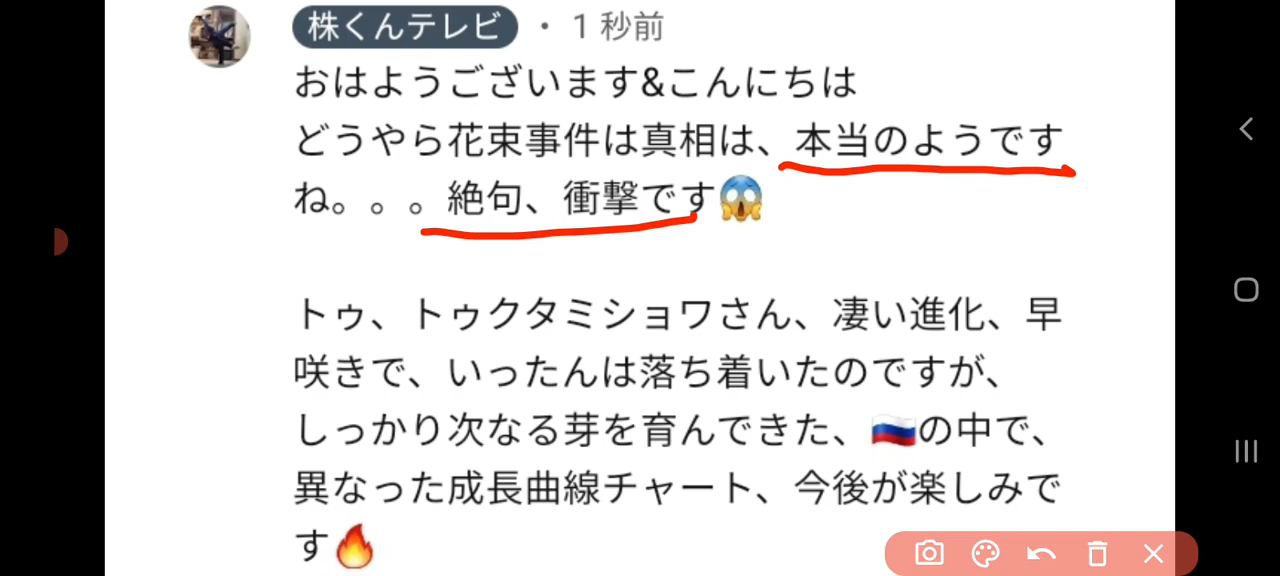 株くんテレビ ・ 1 秒前
おはようございます&こんにちは
どうやら花束事件は真相は、本当のようです
ね。。。絶句、衝撃です😱
トゥ、トゥクタミショワさん、凄い進化、早
咲きで、いったんは落ち着いたのですが、
しっかり次なる芽を育んできた、🇷🇺の中で、
異なった成長曲線チャート、今後が楽しみで
す🔥